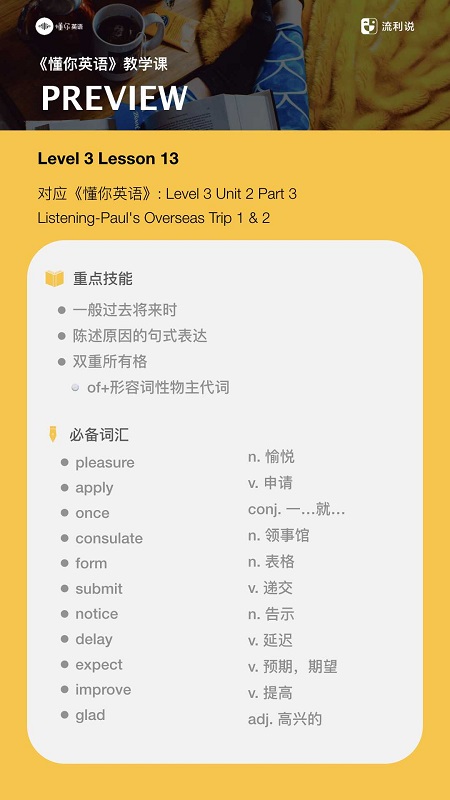 懂你英语
流利说
《懂你英语》教学课
PREVIEW
Level 3 Lesson 13
对应《懂你英语》: Level 3 Unit 2 Part 3
Listening-Paul's Overseas Trip 1 & 2
重点技能
一般过去将来时
陈述原因的句式表达
双重所有格
of+形容词性物主代词
必备词汇
pleasure n. 愉悦
apply v. 申请
once conj. 一…就…
consulate n. 领事馆
form n. 表格
submit v. 递交
notice n. 告示
delay v. 延迟
expect v. 预期，期望
improve v. 提高
glad adj. 高兴的